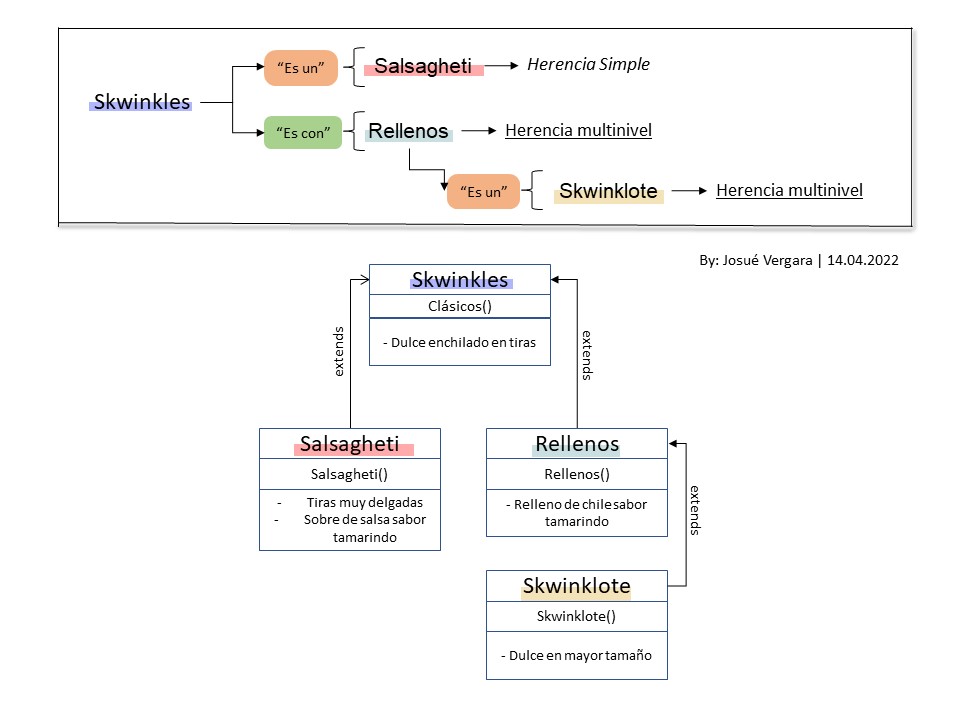 “Es un”
Salsagheti
Herencia Simple
Skwinkles
“Es con”
Rellenos
Herencia multinivel
“Es un”
Skwinklote
Herencia multinivel
By: Josué Vergara | 14.04.2022
Skwinkles
Clásicos()
- Dulce enchilado en tiras
extends
extends
Salsagheti
Salsagheti()
- Tiras muy delgadas
- Sobre de salsa sabor
tamarindo
Rellenos
Rellenos()
- Relleno de chile sabor
tamarindo
extends
Skwinklote
Skwinklote()
- Dulce en mayor tamaño